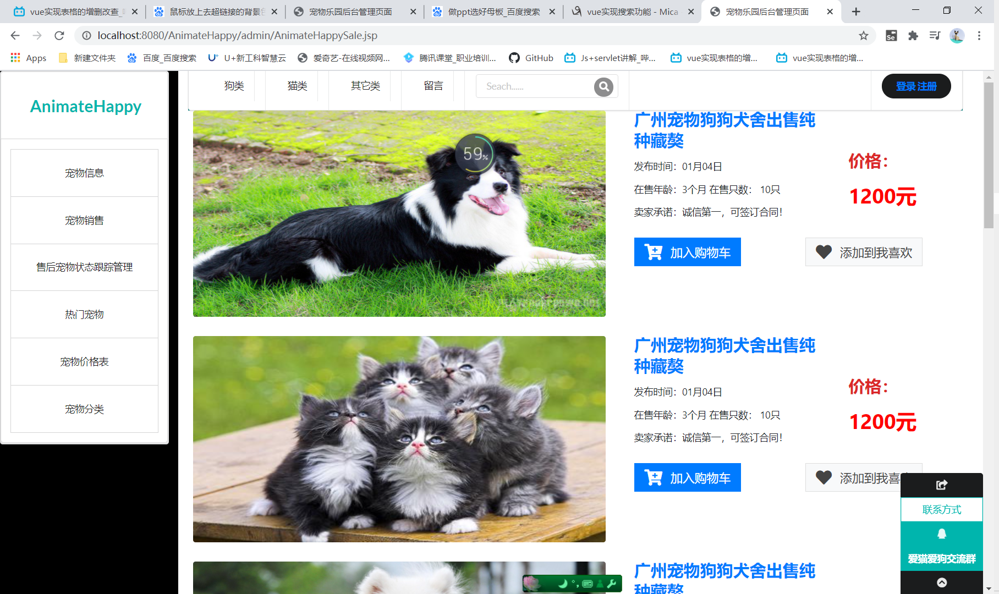 vue实现表格的增删改查_
鼠标放上去超链接的背景
宠物乐园后台管理页面
做ppt选好母板_百度搜索
vue实现搜索功能 - Mica
宠物乐园后台管理页面
localhost:8080/AnimateHappy/admin/AnimateHappySale.jsp
Se
Apps
新建文件夹
百度_百度搜索
U+新工科智慧云
爱奇艺-在线视频网...
腾讯课堂_职业培训...
GitHub
Js+servlet讲解_哔...
vue实现表格的增...
vue实现表格的增...
AnimateHappy
宠物信息
宠物销售
售后宠物状态跟踪管理
热门宠物
宠物价格表
宠物分类
狗类
猫类
其它类
留言
Seach......
登录 注册
59%
广州宠物狗狗犬舍出售纯
种藏獒
发布时间：01月04日
在售年龄：3个月 在售只数： 10只
卖家承诺：诚信第一，可签订合同！
价格：
1200元
加入购物车
添加到我喜欢
广州宠物狗狗犬舍出售纯
种藏獒
发布时间：01月04日
在售年龄：3个月 在售只数： 10只
卖家承诺：诚信第一，可签订合同！
价格：
1200元
加入购物车
添加到我喜
联系方式
爱猫爱狗交流群
广州宠物狗狗犬舍出售纯
种藏獒